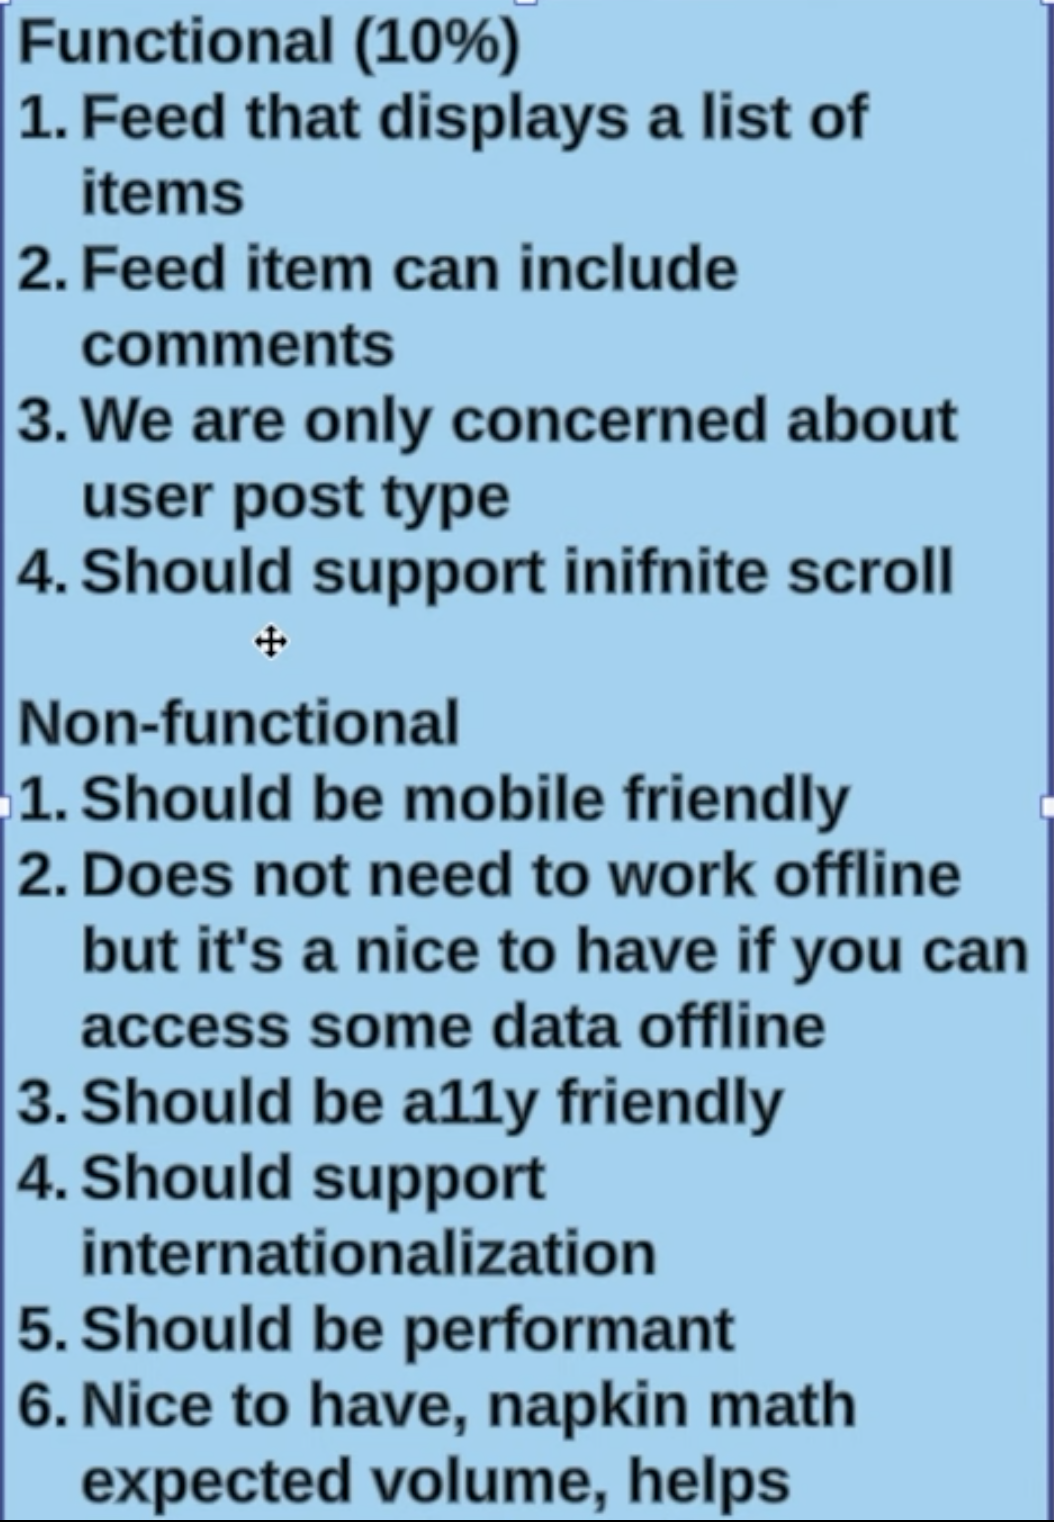 Functional (10%)
1. Feed that displays a list of
items
2. Feed item can include
comments
3. We are only concerned about
user post type
4. Should support inifnite scroll
Non-functional
1. Should be mobile friendly
2. Does not need to work offline
but it's a nice to have if you can
access some data offline
3. Should be a11y friendly
4. Should support
internationalization
5. Should be performant
6. Nice to have, napkin math
expected volume, helps